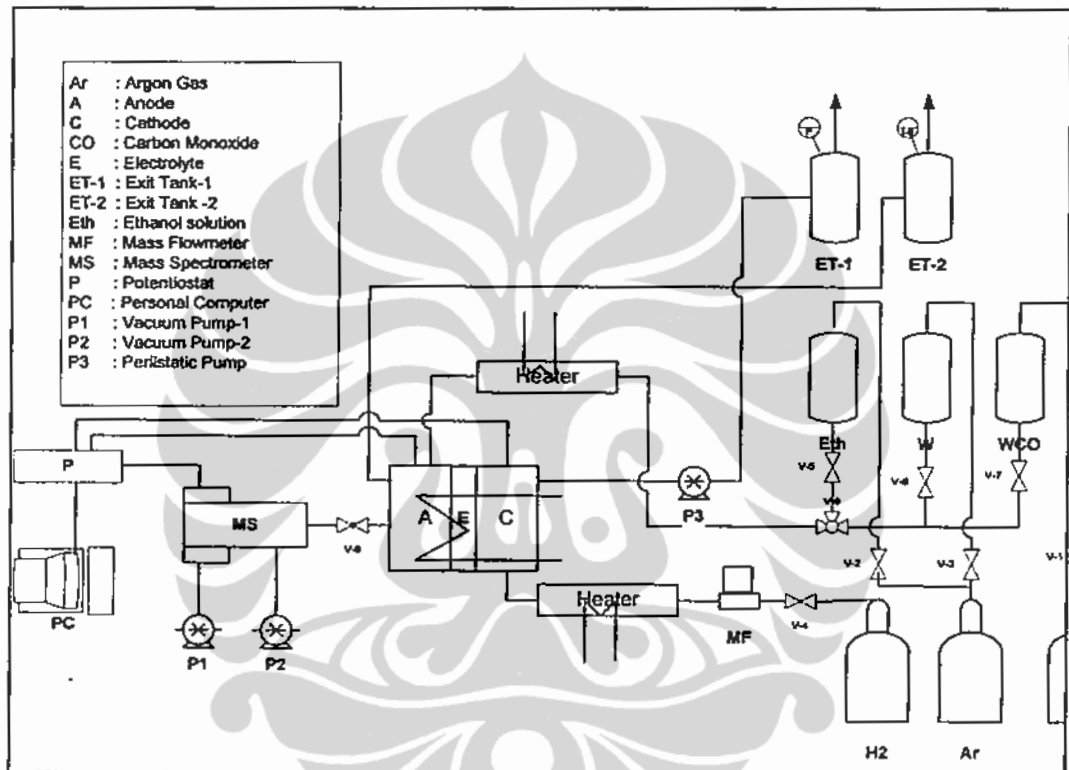 Ar : Argon Gas
A : Anode
C : Cathode
CO : Carbon Monoxide
E : Electrolyte
ET-1 : Exit Tank-1
ET-2 : Exit Tank -2
Eth : Ethanol solution
MF : Mass Flowmeter
MS : Mass Spectrometer
P : Potentiostat
PC : Personal Computer
P1 : Vacuum Pump-1
P2 : Vacuum Pump-2
P3 : Peristatic Pump
ET-1
ET-2
Heater
Eth
W
WCO
V-5
V-6
V-7
P
MS
A
E
C
P3
V-2
V-3
V-1
Heater
MF
V-4
PC
P1
P2
H2
Ar